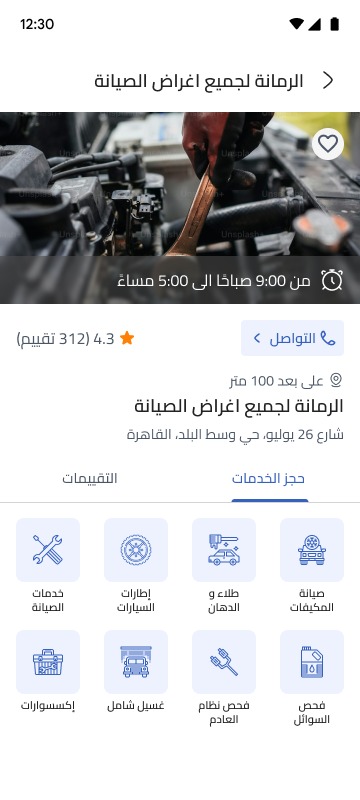 12:30
الرمانة لجميع اغراض الصيانة
Unsplash+
من 9:00 صباحًا الى 5:00 مساءً
التواصل
4.3 (312 تقييم)
على بعد 100 متر
الرمانة لجميع اغراض الصيانة
شارع 26 يوليو، حي وسط البلد، القاهرة
حجز الخدمات
التقييمات
صيانة
المكيفات
طلاء و
الدهان
إطارات
السيارات
خدمات
الصيانة
فحص
السوائل
فحص نظام
العادم
غسيل شامل
إكسسوارات